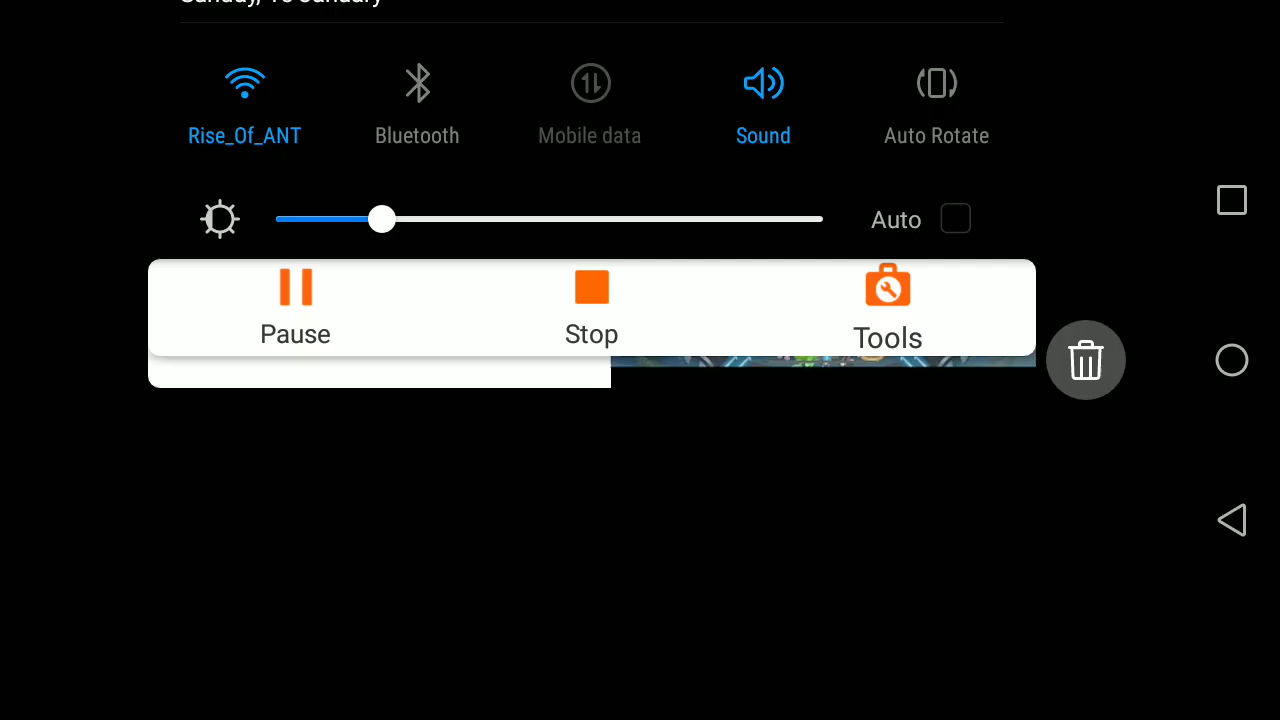 Rise_Of_ANT
Bluetooth
Mobile data
Sound
Auto Rotate
Auto
Pause
Stop
Tools